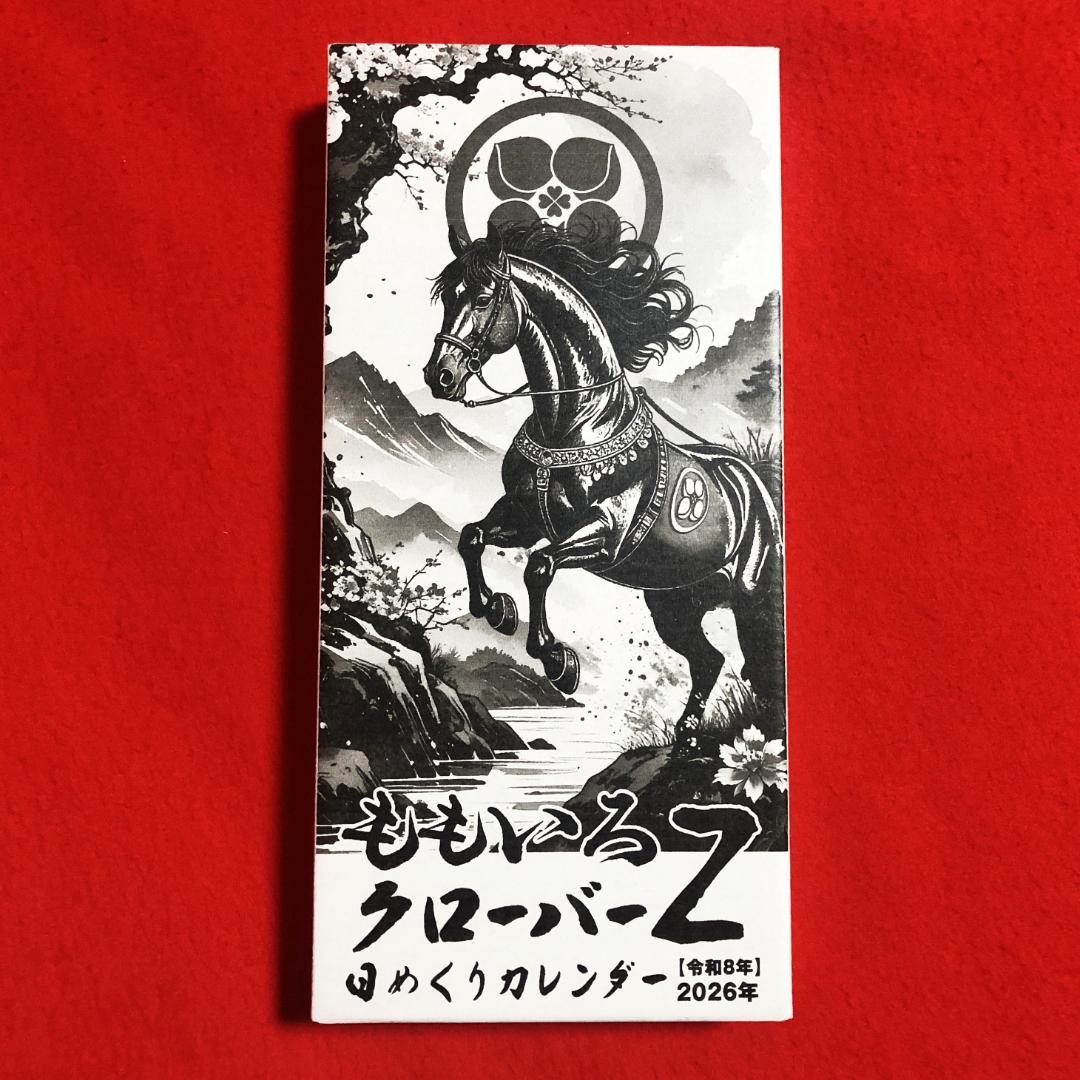 ももいろ
クローバーZ
日めくりカレンダー
【令和8年】
2026年